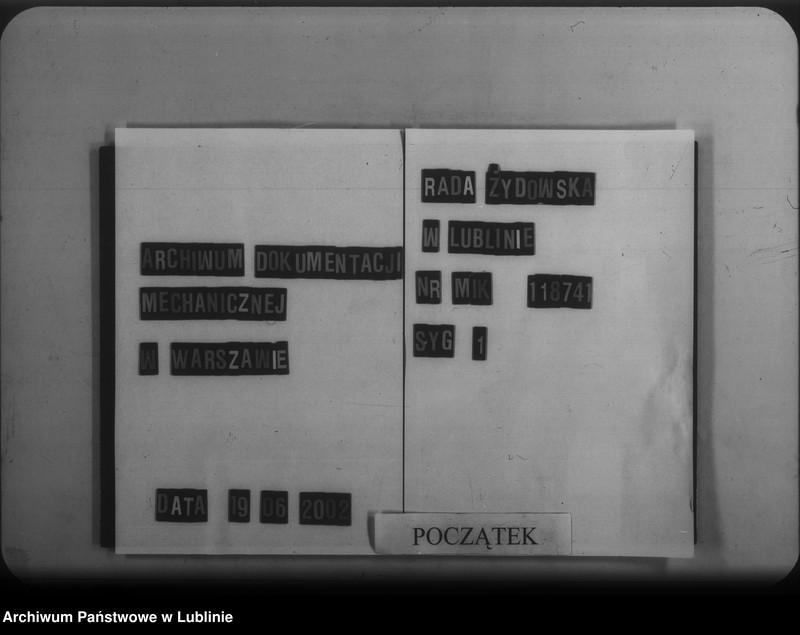 ARCHIWUM DOKUMENTACJI
MECHANICZNEJ
W WARSZAWIE
DATA 19 06 2002
RADA ŻYDOWSKA
W LUBLINIE
NR MIK 118741
SYG 1
POCZĄTEK
Archiwum Państwowe w Lublinie